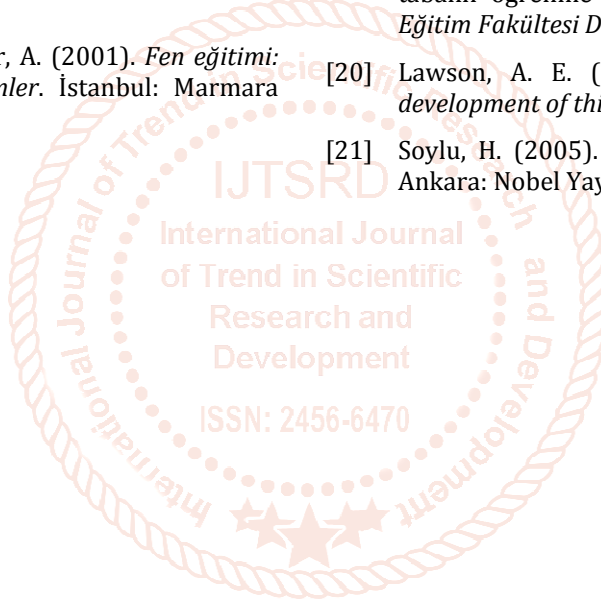 r, A. (2001). Fen eğitimi:
nler. İstanbul: Marmara
Eğitim Fakültesi D
[20] Lawson, A. E. (
development of thi
[21] Soylu, H. (2005).
Ankara: Nobel Yay
International Journal of Trend in Scientific Research and Development
IJTSRD
International Journal
of Trend in Scientific
Research and
Development
ISSN: 2456-6470